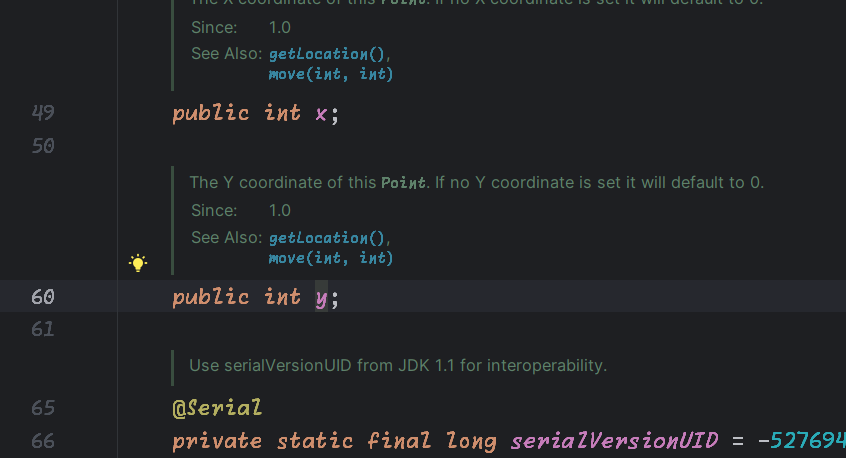 The X coordinate of this Point. If no X coordinate is set it will default to 0.
Since: 1.0
See Also: getLocation(),
move(int, int)
49 public int x;
50
The Y coordinate of this Point. If no Y coordinate is set it will default to 0.
Since: 1.0
See Also: getLocation(),
move(int, int)
60 public int y;
61
Use serialVersionUID from JDK 1.1 for interoperability.
65 @Serial
66 private static final long serialVersionUID = -527694